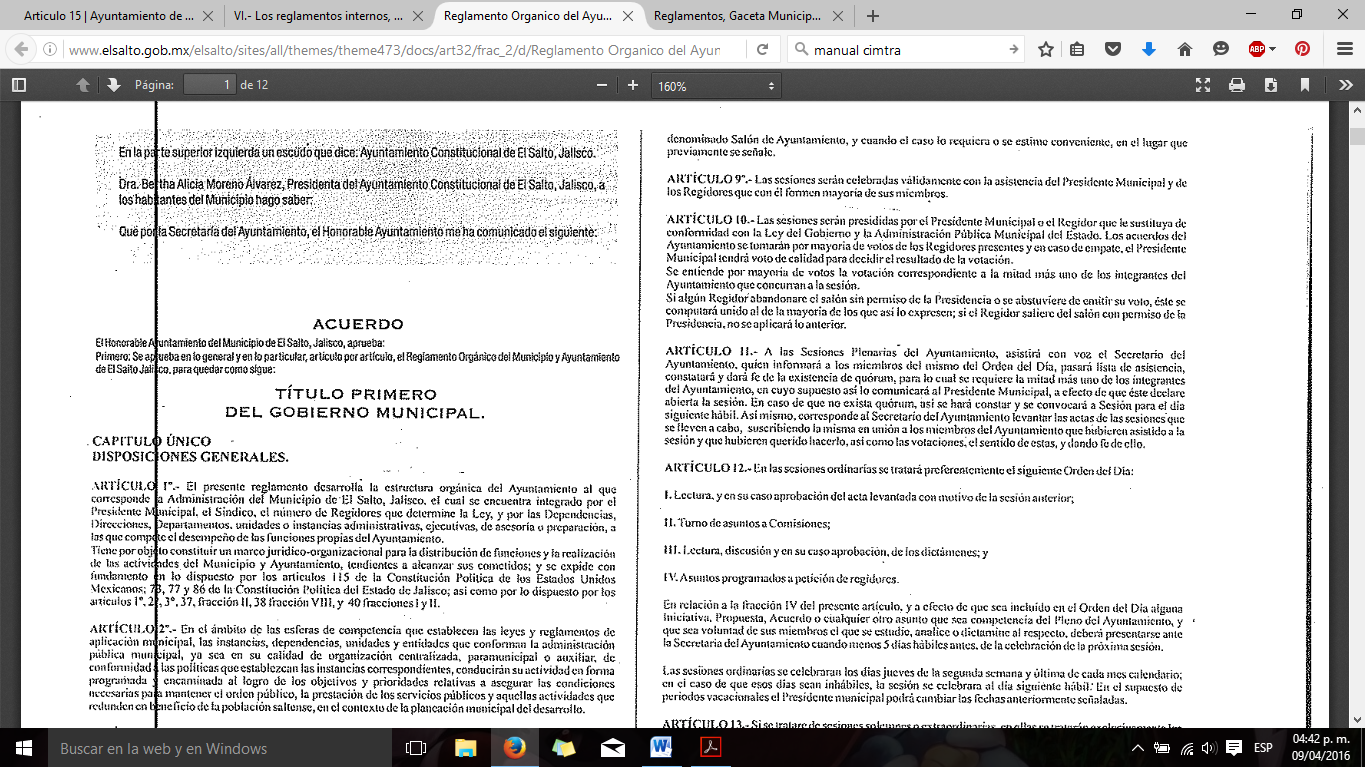 Articulo 15 | Ayuntamiento de ...
VI.- Los reglamentos internos, ...
Reglamento Organico del Ayu...
Reglamentos, Gaceta Municip...
www.elsalto.gob.mx/elsalto/sites/all/themes/theme473/docs/art32/frac_2/d/Reglamento Organico del Ayun
manual cimtra
ABP
Página:
1
de 12
160%
En la parte superior izquierda un escudo que dice: Ayuntamiento Constitucional de El Salto, Jalisco.
Dra. Bertha Alicia Moreno Álvarez, Presidenta del Ayuntamiento Constitucional de El Salto, Jalisco, a
los habitantes del Municipio hago saber:
Que por la Secretaría del Ayuntamiento, el Honorable Ayuntamiento me ha comunicado el siguiente:
ACUERDO
El Honorable Ayuntamiento del Municipio de El Salto, Jalisco, aprueba:
Primero: Se aprueba en lo general y en lo particular, artículo por artículo, el Reglamento Orgánico del Municipio y Ayuntamiento
de El Salto Jalisco, para quedar como sigue:
TÍTULO PRIMERO
DEL GOBIERNO MUNICIPAL.
CAPITULO ÚNICO
DISPOSICIONES GENERALES.
ARTÍCULO 1º.- El presente reglamento desarrolla la estructura orgánica del Ayuntamiento al que
corresponde la Administración del Municipio de El Salto, Jalisco, el cual se encuentra integrado por el
Presidente Municipal, el Síndico, el número de Regidores que determine la Ley, y por las Dependencias,
Direcciones, Departamentos, unidades o instancias administrativas, ejecutivas, de asesoría o preparación, a
las que compete el desempeño de las funciones propias del Ayuntamiento.
Tiene por objeto constituir un marco jurídico-organizacional para la distribución de funciones y la realización
de las actividades del Municipio y Ayuntamiento, tendientes a alcanzar sus cometidos; y se expide con
fundamento en lo dispuesto por los artículos 115 de la Constitución Política de los Estados Unidos
Mexicanos; 73, 77 y 86 de la Constitución Política del Estado de Jalisco; así como por lo dispuesto por los
artículos 1º, 2º, 3º, 37, fracción II, 38 fracción VIII, y 40 fracciones I y II.
ARTÍCULO 2º.- En el ámbito de las esferas de competencia que establecen las leyes y reglamentos de
aplicación municipal, las instancias, dependencias, unidades y entidades que conforman la administración
pública municipal, ya sea en su calidad de organización centralizada, paramunicipal o auxiliar, de
conformidad a las políticas que establezcan las instancias correspondientes, conducirán su actividad en forma
programada y encaminada al logro de los objetivos y prioridades relativas a asegurar las condiciones
necesarias para mantener el orden público, la prestación de los servicios públicos y aquellas actividades que
redunden en beneficio de la población saltense, en el contexto de la planeación municipal del desarrollo.
denominado Salón de Ayuntamiento, y cuando el caso lo requiera o se estime conveniente, en el lugar que
previamente se señale.
ARTÍCULO 9º.- Las sesiones serán celebradas válidamente con la asistencia del Presidente Municipal y de
los Regidores que con él formen mayoría de sus miembros.
ARTÍCULO 10.- Las sesiones serán presididas por el Presidente Municipal o el Regidor que le sustituya de
conformidad con la Ley del Gobierno y la Administración Pública Municipal del Estado. Los acuerdos del
Ayuntamiento se tomarán por mayoría de votos de los Regidores presentes y en caso de empate, el Presidente
Municipal tendrá voto de calidad para decidir el resultado de la votación.
Se entiende por mayoría de votos la votación correspondiente a la mitad más uno de los integrantes del
Ayuntamiento que concurran a la sesión.
Si algún Regidor abandonare el salón sin permiso de la Presidencia o se abstuviere de emitir su voto, éste se
computará unido al de la mayoría de los que así lo expresen; si el Regidor saliere del salón con permiso de la
Presidencia, no se aplicará lo anterior.
ARTÍCULO 11.- A las Sesiones Plenarias del Ayuntamiento, asistirá con voz el Secretario del
Ayuntamiento, quien informará a los miembros del mismo del Orden del Día, pasará lista de asistencia,
constatará y dará fe de la existencia de quórum, para lo cual se requiere la mitad más uno de los integrantes
del Ayuntamiento, en cuyo supuesto así lo comunicará al Presidente Municipal, a efecto de que éste declare
abierta la sesión. En caso de que no exista quórum, así se hará constar y se convocará a Sesión para el día
siguiente hábil. Así mismo, corresponde al Secretario del Ayuntamiento levantar las actas de las sesiones que
se lleven a cabo, suscribiendo la misma en unión a los miembros del Ayuntamiento que hubieren asistido a la
sesión y que hubieren querido hacerlo, así como las votaciones, el sentido de estas, y dando fe de ello.
ARTÍCULO 12.- En las sesiones ordinarias se tratará preferentemente el siguiente Orden del Día:
I. Lectura, y en su caso aprobación del acta levantada con motivo de la sesión anterior;
II. Turno de asuntos a Comisiones;
III. Lectura, discusión y en su caso aprobación, de los dictámenes; y
IV. Asuntos programados a petición de regidores.
En relación a la fracción IV del presente artículo, y a efecto de que sea incluído en el Orden del Día alguna
Iniciativa, Propuesta, Acuerdo o cualquier otro asunto que sea competencia del Pleno del Ayuntamiento, y
que sea voluntad de sus miembros el que se estudio, analice o dictamine al respecto, deberá presentarse ante
la Secretaría del Ayuntamiento cuando menos 5 días hábiles antes, de la celebración de la próxima sesión.
Las sesiones ordinarias se celebraran los días jueves de la segunda semana y última de cada mes calendario;
en el caso de que esos días sean inhábiles, la sesión se celebrara al día siguiente hábil. En el supuesto de
periodos vacacionales el Presidente municipal podrá cambiar las fechas anteriormente señaladas.
ARTÍCULO 13.- Si se tratare de sesiones solemnes o extraordinarias, en ellas se tratarán exclusivamente los
Buscar en la web y en Windows
ESP
04:42 p. m.
09/04/2016